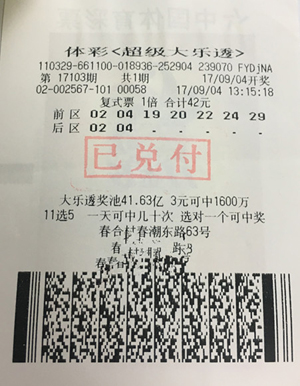 体彩<超级大乐透>
110329-661100-018936-252904 239070 FYDjNA
第 17103期 共1期 17/09/04开奖
02-002567-101 00058 17/09/04 13:15:18
复式票 1倍 合计42元
前区 02 04 19 20 22 24 29
后区 02 04
已兑付
大乐透奖池41.63亿 3元可中1600万
11选5 一天可中几十次 选对一个可中奖
春合村春潮东路63号